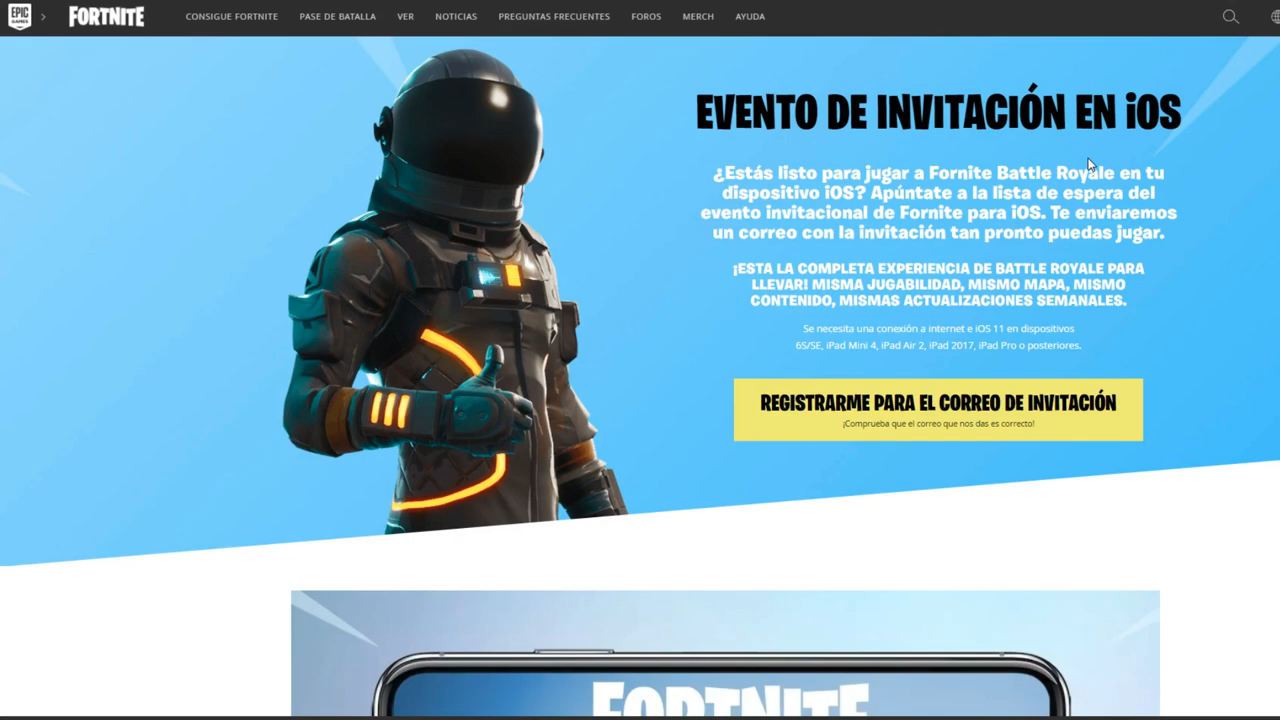 EPIC
GAMES
FORTNITE
CONSIGUE FORTNITE
PASE DE BATALLA
VER
NOTICIAS
PREGUNTAS FRECUENTES
FOROS
MERCH
AYUDA
EVENTO DE INVITACIÓN EN iOS
¿Estás listo para jugar a Fornite Battle Royale en tu
dispositivo iOS? Apúntate a la lista de espera del
evento invitacional de Fornite para iOS. Te enviaremos
un correo con la invitación tan pronto puedas jugar.
¡ESTA LA COMPLETA EXPERIENCIA DE BATTLE ROYALE PARA
LLEVAR! MISMA JUGABILIDAD, MISMO MAPA, MISMO
CONTENIDO, MISMAS ACTUALIZACIONES SEMANALES.
Se necesita una conexión a internet e iOS 11 en dispositivos
6S/SE, iPad Mini 4, iPad Air 2, iPad 2017, iPad Pro o posteriores.
REGISTRARME PARA EL CORREO DE INVITACIÓN
¡Comprueba que el correo que nos das es correcto!
FORTNITE